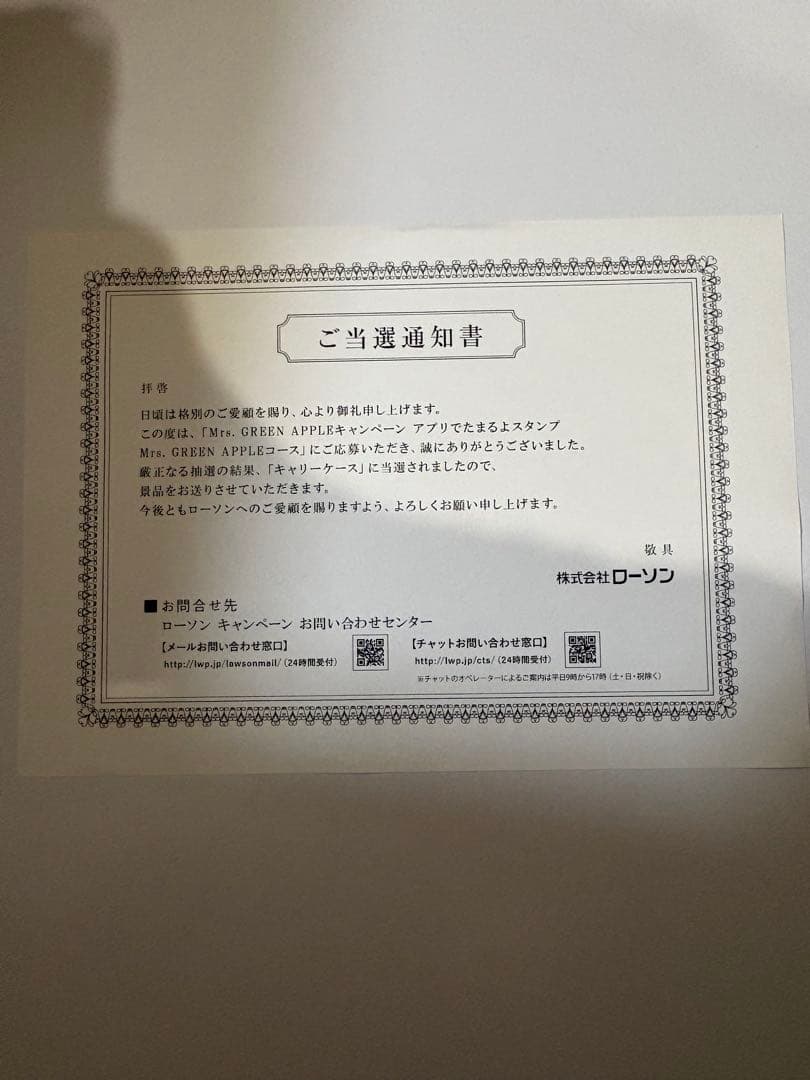 ご当選通知書
拝啓
日頃は格別のご愛顧を賜り、心より御礼申し上げます。
この度は、「Mrs. GREEN APPLEキャンペーン アプリでたまるよスタンプ
Mrs. GREEN APPLEコース」にご応募いただき、誠にありがとうございました。
厳正なる抽選の結果、「キャリーケース」に当選されましたので、
景品をお送りさせていただきます。
今後ともローソンへのご愛顧を賜りますよう、よろしくお願い申し上げます。
敬具
株式会社ローソン
■お問合せ先
ローソン キャンペーン お問い合わせセンター
【メールお問い合わせ窓口】
http://lwp.jp/lawsonmail/（24時間受付）
【チャットお問い合わせ窓口】
http://lwp.jp/cts/（24時間受付）
※チャットのオペレーターによるご案内は平日9時から17時（土・日・祝除く）